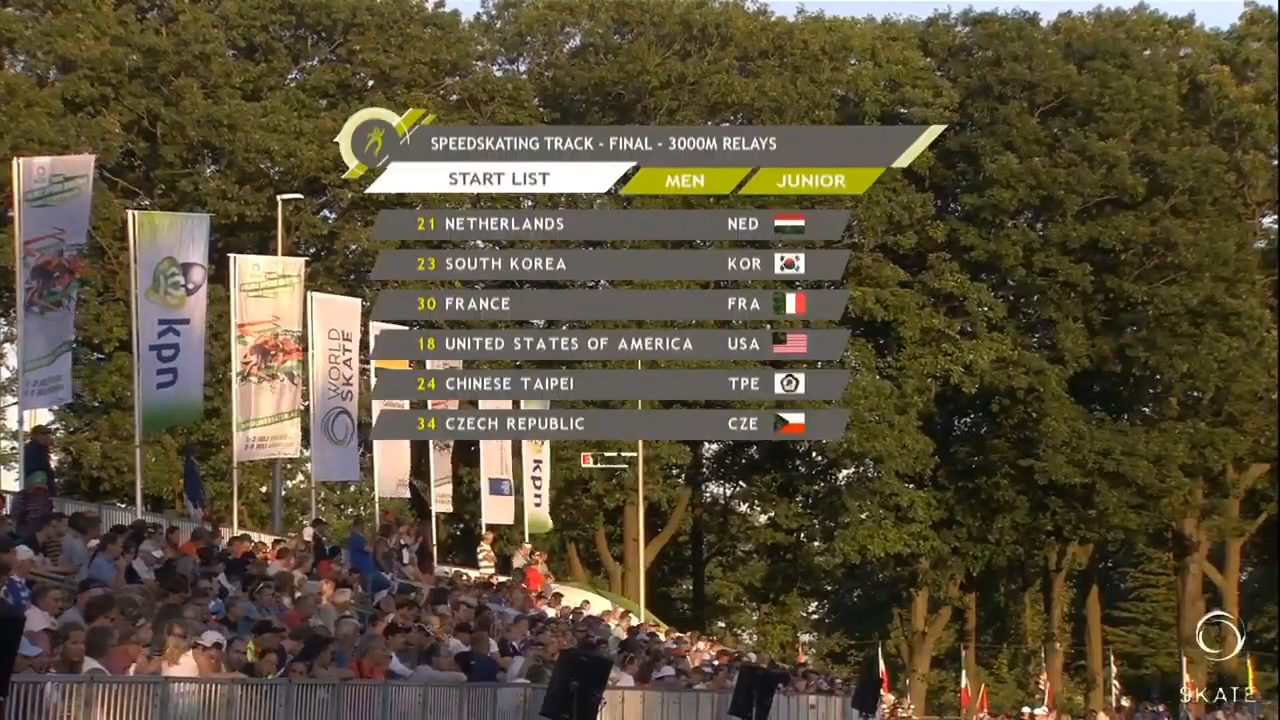 SPEEDSKATING TRACK - FINAL - 3000M RELAYS
START LIST MEN JUNIOR
21 NETHERLANDS NED
23 SOUTH KOREA KOR
30 FRANCE FRA
18 UNITED STATES OF AMERICA USA
24 CHINESE TAIPEI TPE
34 CZECH REPUBLIC CZE
kpn
WORLD
SKATE
kpn
SKATE